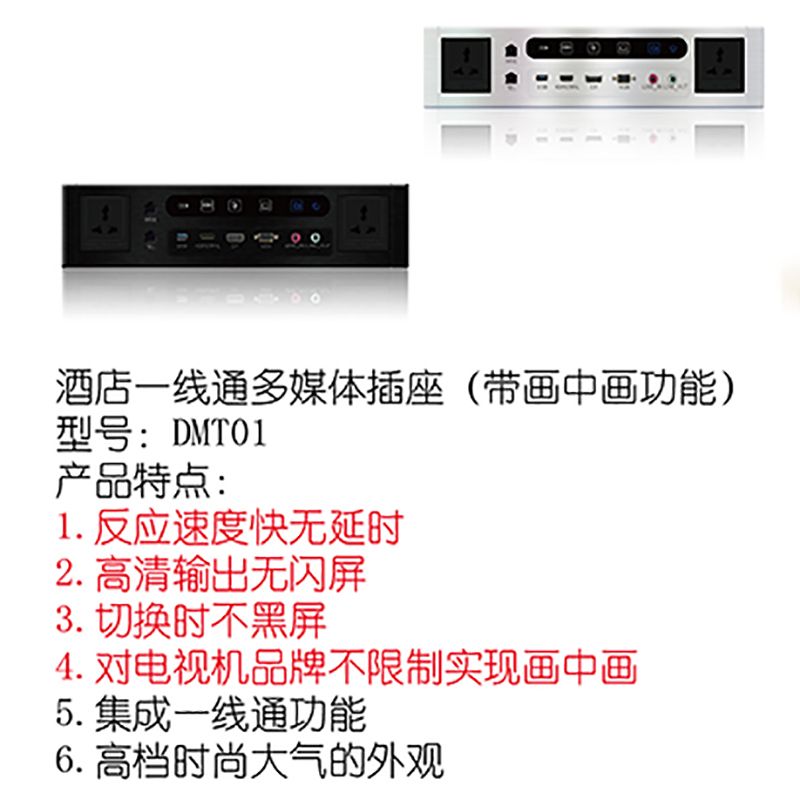 酒店一线通多媒体插座（带画中画功能）
型号：DMT01
产品特点：
1.反应速度快无延时
2.高清输出无闪屏
3.切换时不黑屏
4.对电视机品牌不限制实现画中画
5.集成一线通功能
6.高档时尚大气的外观